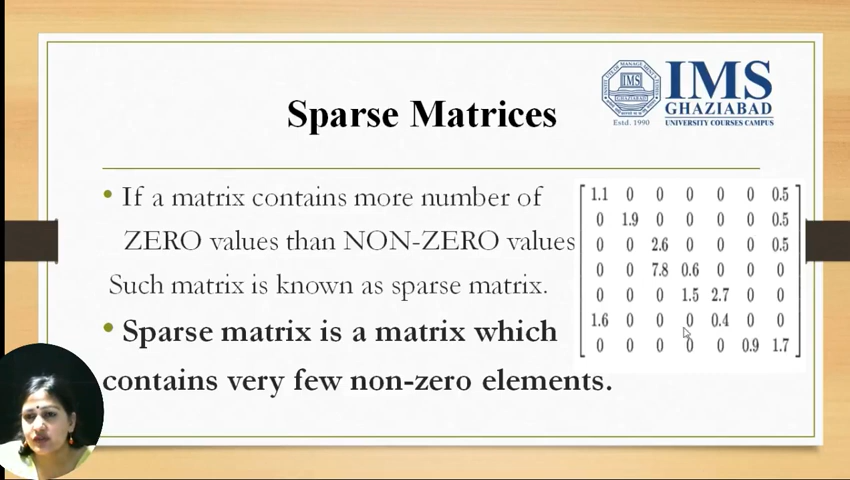 Sparse Matrices
IMS
GHAZIABAD
UNIVERSITY COURSES CAMPUS
IMS
Estd. 1990
• If a matrix contains more number of
ZERO values than NON-ZERO values
Such matrix is known as sparse matrix.
• Sparse matrix is a matrix which
contains very few non-zero elements.
1.1 0 0 0 0 0 0.5
0 1.9 0 0 0 0 0.5
0 0 2.6 0 0 0 0.5
0 0 7.8 0.6 0 0 0
0 0 0 1.5 2.7 0 0
1.6 0 0 0 0.4 0 0
0 0 0 0 0 0.9 1.7